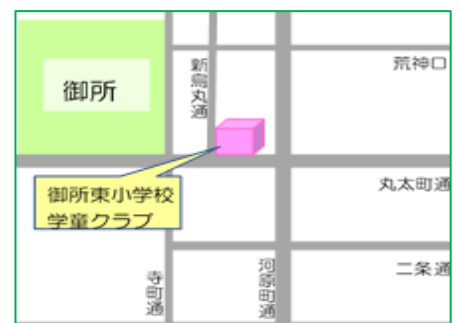 御所
新烏丸通
荒神口
御所東小学校
学童クラブ
丸太町通
寺町通
河原町通
二条通